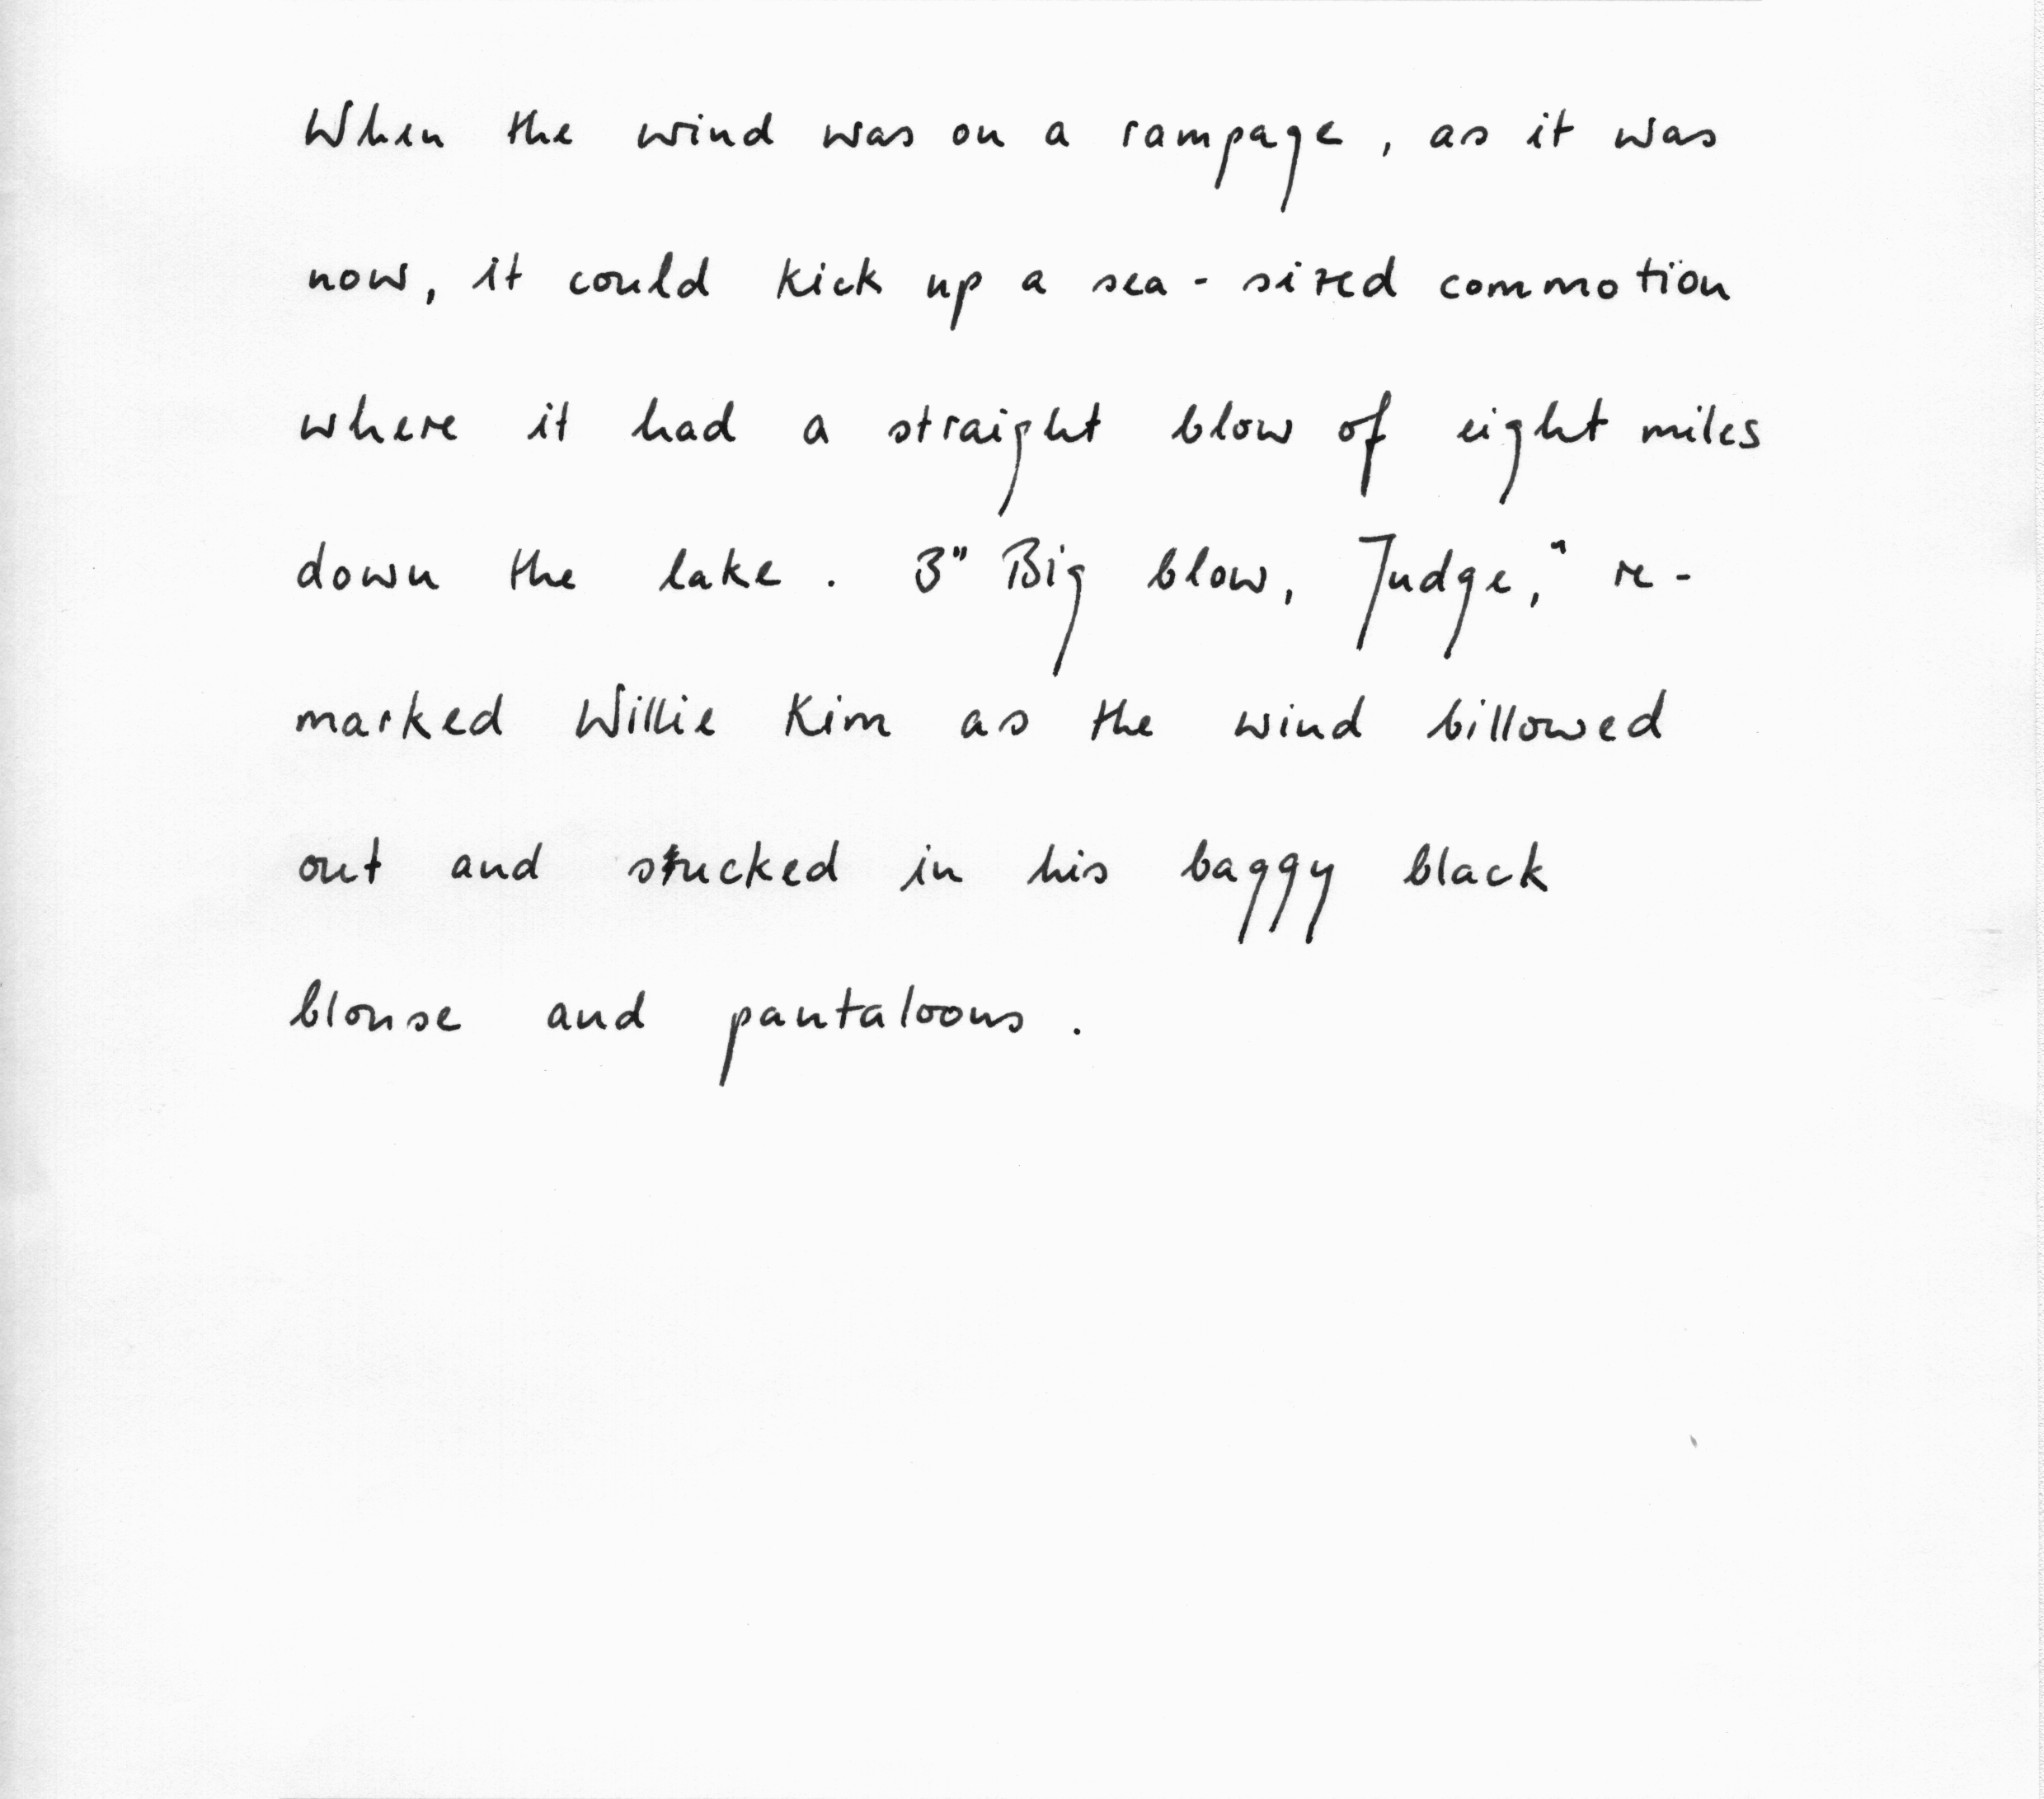 When the wind was on a rampage, as it was
now, it could kick up a sea-sized commotion
where it had a straight blow of eight miles
down the lake. 3" Big blow, Judge," re-
marked Willie Kim as the wind billowed
out and stucked in his baggy black
blouse and pantaloons.